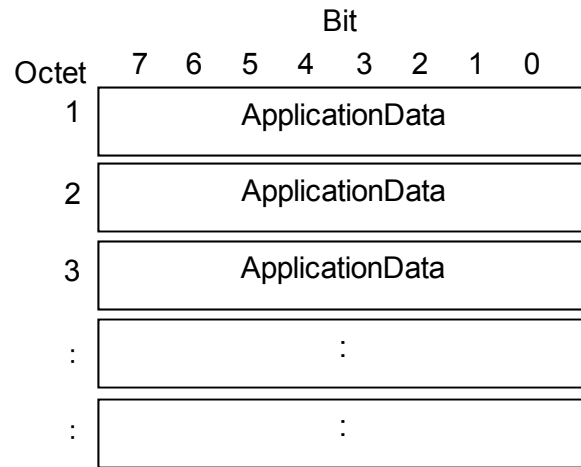 Bit
Octet 7 6 5 4 3 2 1 0
1 ApplicationData
2 ApplicationData
3 ApplicationData
: :
: :